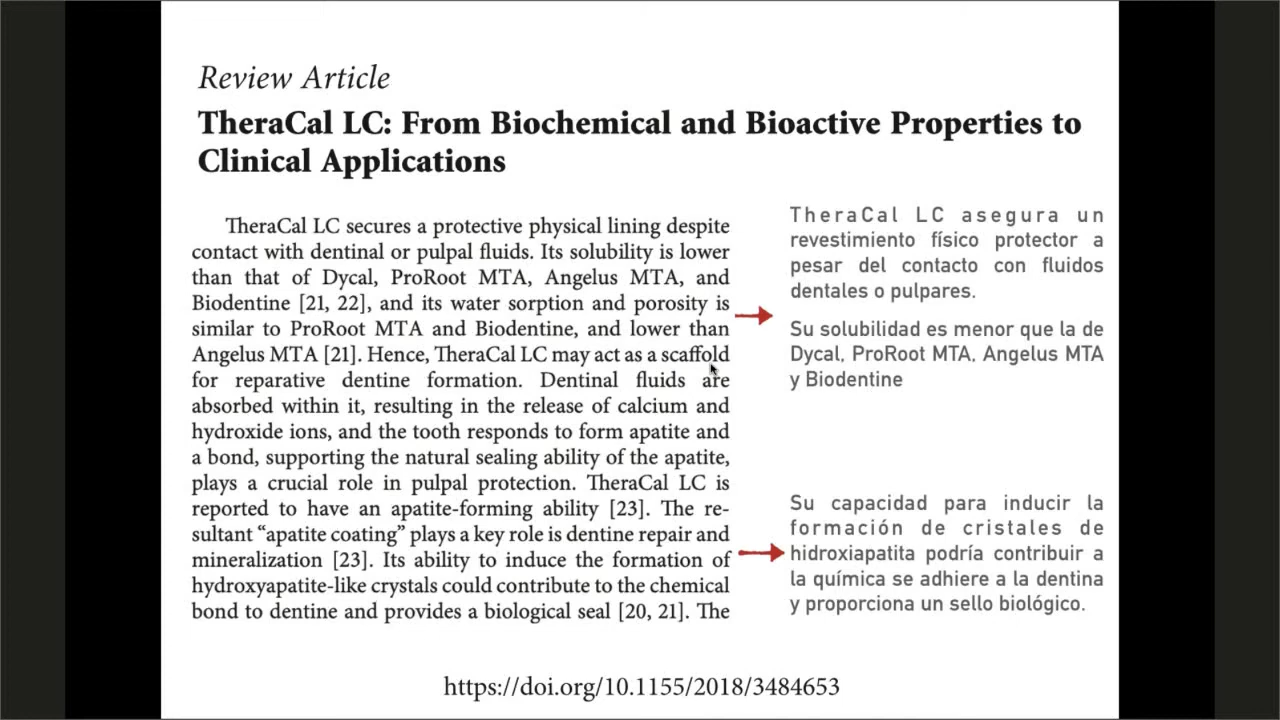 Review Article
TheraCal LC: From Biochemical and Bioactive Properties to
Clinical Applications
TheraCal LC secures a protective physical lining despite
contact with dentinal or pulpal fluids. Its solubility is lower
than that of Dycal, ProRoot MTA, Angelus MTA, and
Biodentine [21, 22], and its water sorption and porosity is
similar to ProRoot MTA and Biodentine, and lower than
Angelus MTA [21]. Hence, TheraCal LC may act as a scaffold
for reparative dentine formation. Dentinal fluids are
absorbed within it, resulting in the release of calcium and
hydroxide ions, and the tooth responds to form apatite and
a bond, supporting the natural sealing ability of the apatite,
plays a crucial role in pulpal protection. TheraCal LC is
reported to have an apatite-forming ability [23]. The re-
sultant “apatite coating” plays a key role is dentine repair and
mineralization [23]. Its ability to induce the formation of
hydroxyapatite-like crystals could contribute to the chemical
bond to dentine and provides a biological seal [20, 21]. The
TheraCal LC asegura un
revestimiento físico protector a
pesar del contacto con fluidos
dentales o pulpares.
Su solubilidad es menor que la de
Dycal, ProRoot MTA, Angelus MTA
y Biodentine
Su capacidad para inducir la
formación de cristales de
hidroxiapatita podría contribuir a
la química se adhiere a la dentina
y proporciona un sello biológico.
https://doi.org/10.1155/2018/3484653